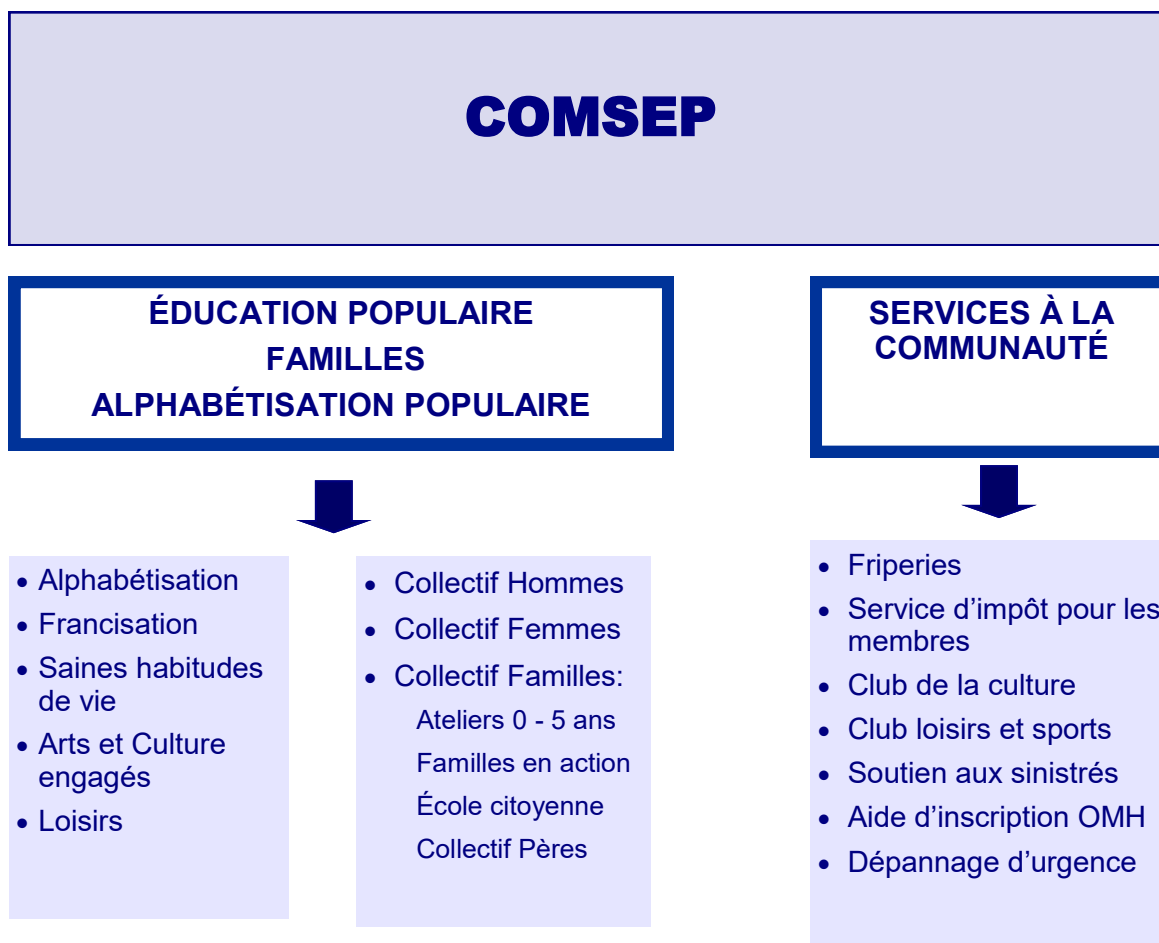 COMSEP
ÉDUCATION POPULAIRE
FAMILLES
ALPHABÉTISATION POPULAIRE
SERVICES À LA
COMMUNAUTÉ
• Alphabétisation
• Francisation
• Saines habitudes
de vie
• Arts et Culture
engagés
• Loisirs
• Collectif Hommes
• Collectif Femmes
• Collectif Familles:
Ateliers 0 - 5 ans
Familles en action
École citoyenne
Collectif Pères
• Friperies
• Service d’impôt pour les
membres
• Club de la culture
• Club loisirs et sports
• Soutien aux sinistrés
• Aide d’inscription OMH
• Dépannage d’urgence